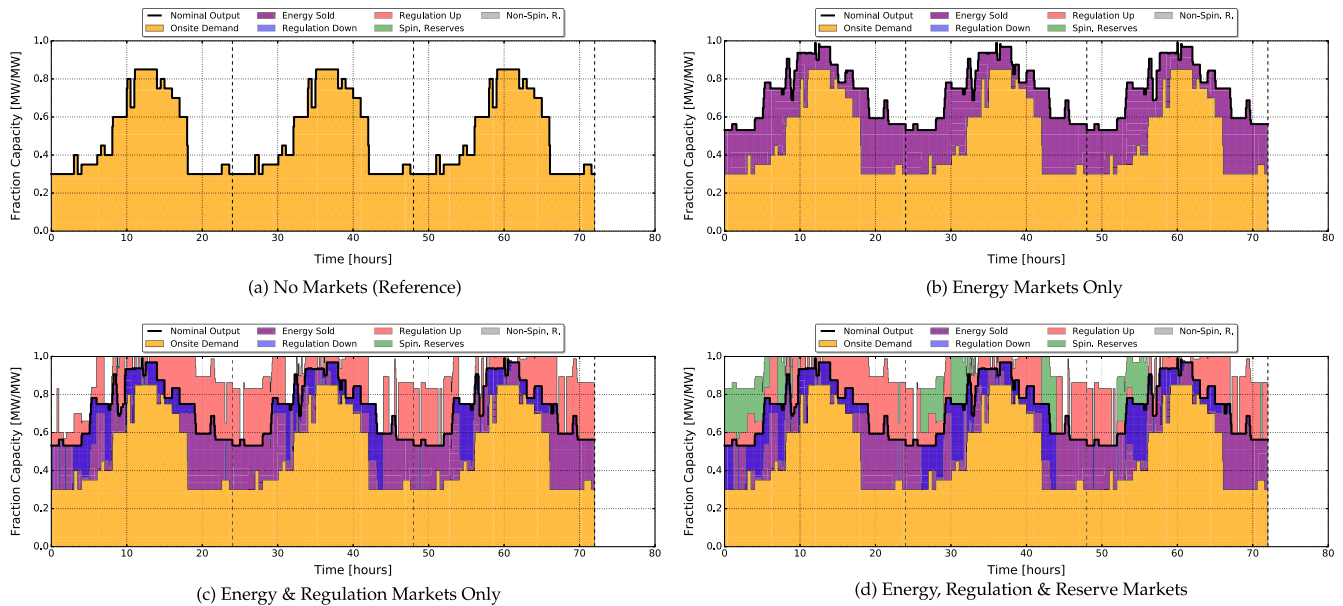 Nominal Output Energy Sold Regulation Up Non-Spin. R.
Onsite Demand Regulation Down Spin. Reserves
Fraction Capacity [MW/MW]
1.0
0.8
0.6
0.4
0.2
0.0
0 10 20 30 40 50 60 70 80
Time [hours]
(a) No Markets (Reference)
Nominal Output Energy Sold Regulation Up Non-Spin. R.
Onsite Demand Regulation Down Spin. Reserves
Fraction Capacity [MW/MW]
1.0
0.8
0.6
0.4
0.2
0.0
0 10 20 30 40 50 60 70 80
Time [hours]
(b) Energy Markets Only
Nominal Output Energy Sold Regulation Up Non-Spin. R.
Onsite Demand Regulation Down Spin. Reserves
Fraction Capacity [MW/MW]
1.0
0.8
0.6
0.4
0.2
0.0
0 10 20 30 40 50 60 70 80
Time [hours]
(c) Energy & Regulation Markets Only
Nominal Output Energy Sold Regulation Up Non-Spin. R.
Onsite Demand Regulation Down Spin. Reserves
Fraction Capacity [MW/MW]
1.0
0.8
0.6
0.4
0.2
0.0
0 10 20 30 40 50 60 70 80
Time [hours]
(d) Energy, Regulation & Reserve Markets